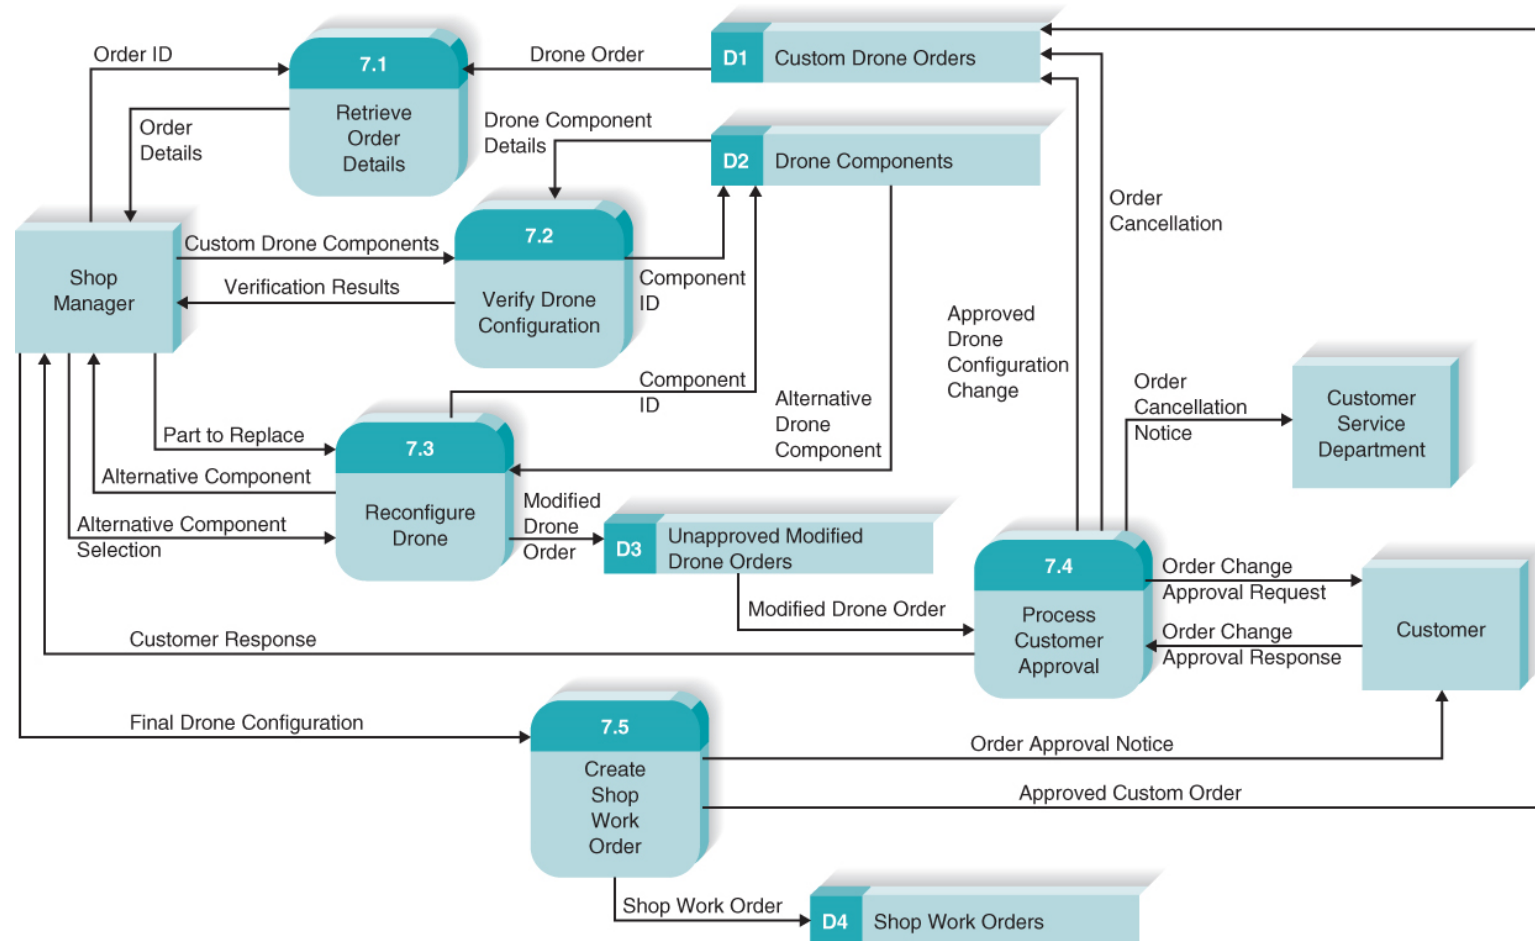 Order ID
7.1
Retrieve
Order
Details
Drone Order
D1
Custom Drone Orders
Order
Details
Drone Component
Details
D2
Drone Components
Order
Cancellation
Shop
Manager
Custom Drone Components
Verification Results
7.2
Verify Drone
Configuration
Component
ID
Approved
Drone
Configuration
Change
Component
ID
Alternative
Drone
Component
Order
Cancellation
Notice
Customer
Service
Department
Part to Replace
Alternative Component
Alternative Component
Selection
7.3
Reconfigure
Drone
Modified
Drone
Order
D3
Unapproved Modified
Drone Orders
Modified Drone Order
7.4
Process
Customer
Approval
Order Change
Approval Request
Order Change
Approval Response
Customer
Customer Response
Final Drone Configuration
7.5
Create
Shop
Work
Order
Order Approval Notice
Approved Custom Order
Shop Work Order
D4
Shop Work Orders